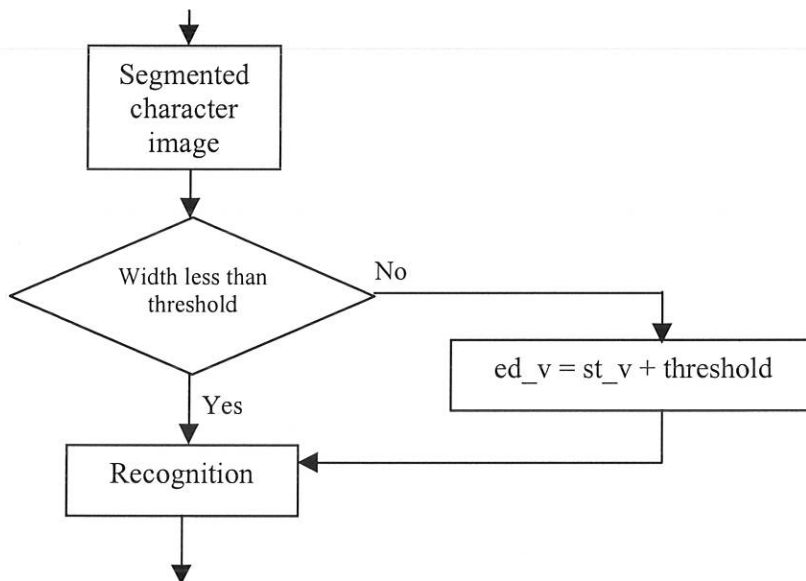 Segmented
character
image
Width less than
threshold
No
ed_v = st_v + threshold
Yes
Recognition